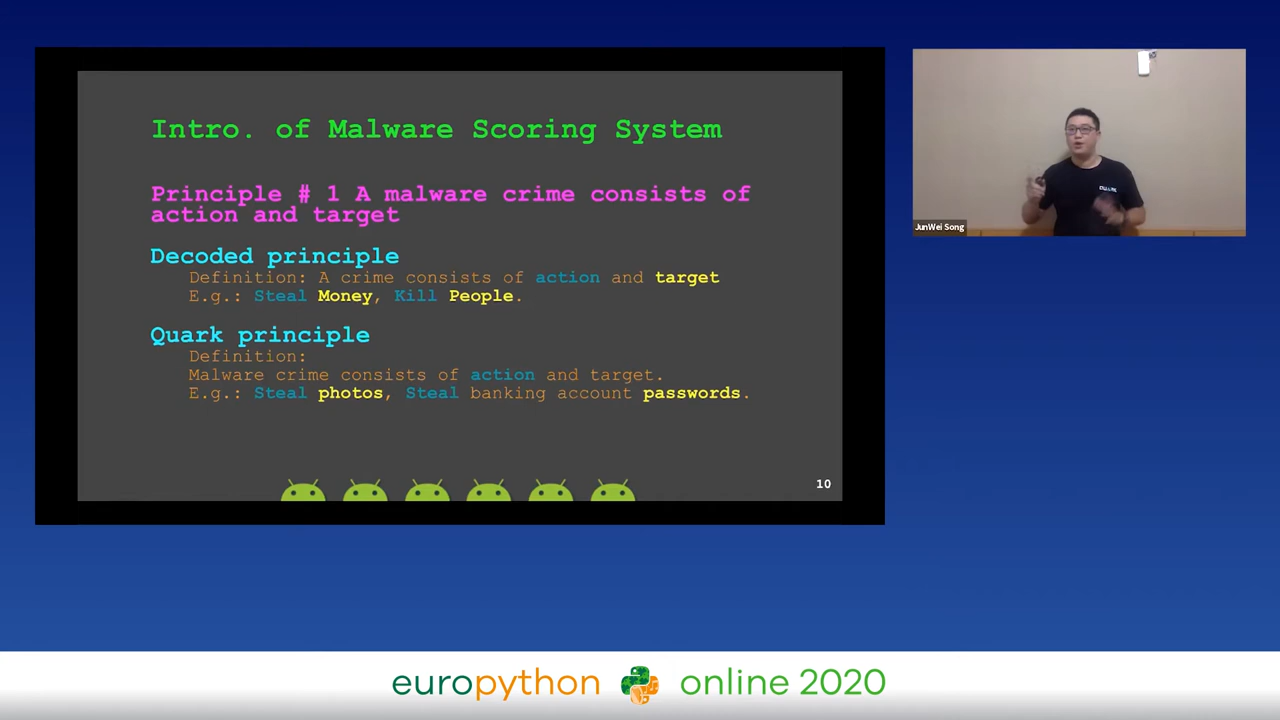 Intro. of Malware Scoring System
Principle # 1 A malware crime consists of
action and target
Decoded principle
Definition: A crime consists of action and target
E.g.: Steal Money, Kill People.
Quark principle
Definition:
Malware crime consists of action and target.
E.g.: Steal photos, Steal banking account passwords.
10
JunWei Song
europython online 2020